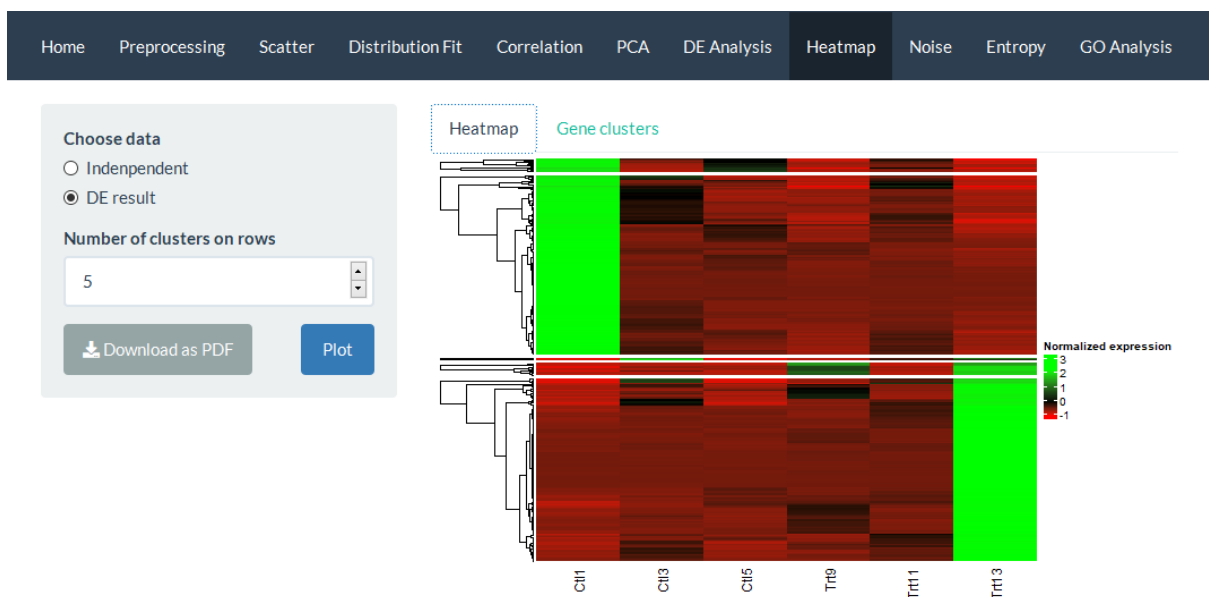 Home Preprocessing Scatter Distribution Fit Correlation PCA DE Analysis Heatmap Noise Entropy GO Analysis
Choose data
Indenpendent
DE result
Number of clusters on rows
5
Download as PDF Plot
Heatmap Gene clusters
Normalized expression
3
2
1
0
-1
Ctl1 Ctl3 Ctl5 Trt9 Trt11 Trt13